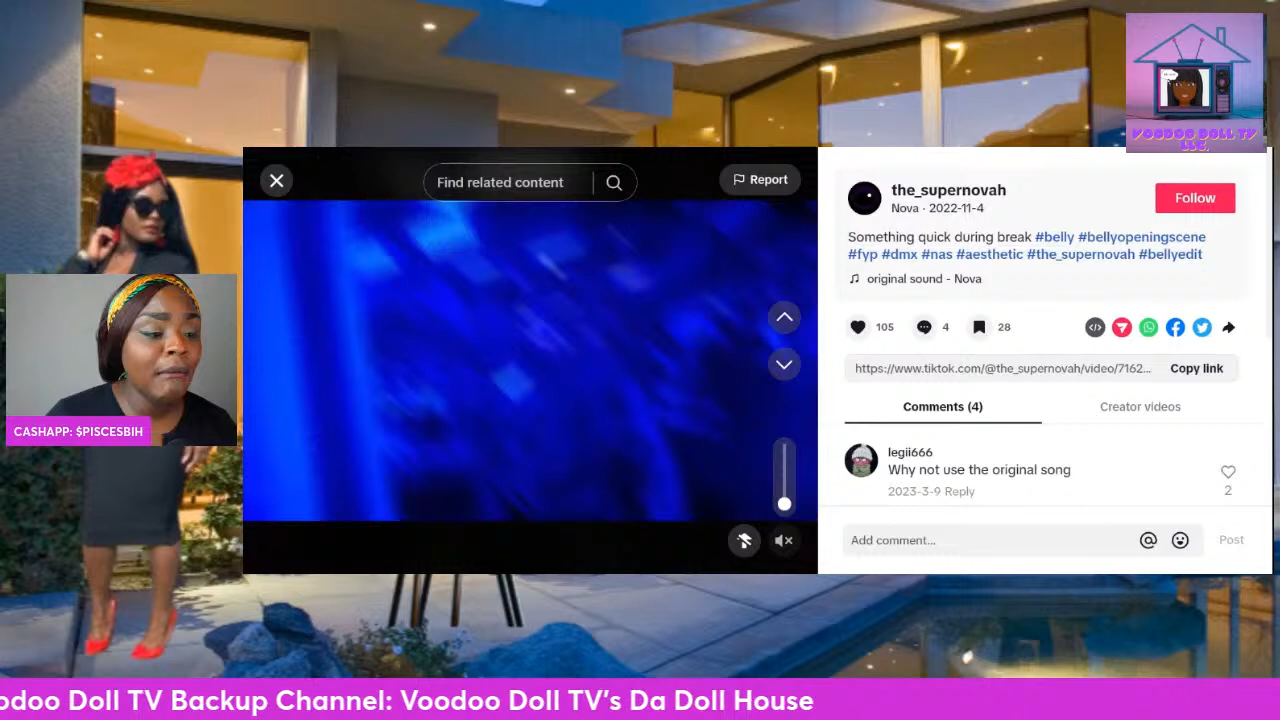 VOODOO DOLL TV
LLC.
Find related content
Report
the_supernovah
Nova · 2022-11-4
Follow
Something quick during break #belly #bellyopeningscene
#fyp #dmx #nas #aesthetic #the_supernovah #bellyedit
original sound - Nova
105
4
28
https://www.tiktok.com/@the_supernovah/video/7162...
Copy link
Comments (4)
Creator videos
legii666
Why not use the original song
2023-3-9 Reply
2
Add comment...
Post
CASHAPP: $PISCESBIH
odoo Doll TV Backup Channel: Voodoo Doll TV's Da Doll House